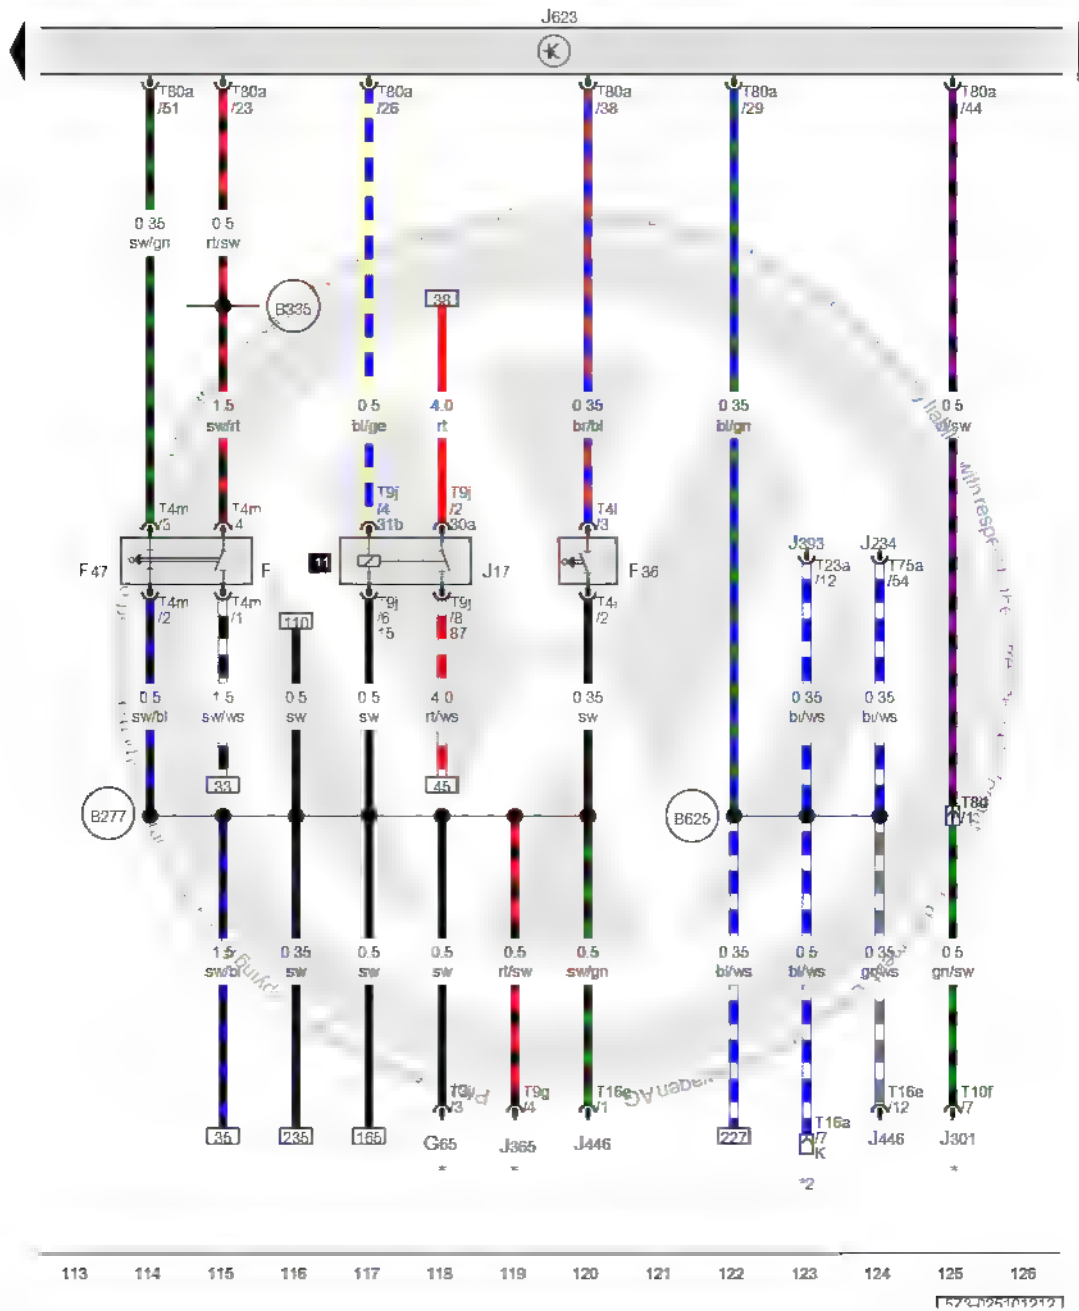 J623
K
T80a T80a T80a T80a T80a T80a
/51 /23 /26 /38 /29 /44
0 35 0 5
sw/gn rt/sw
B335
38
1.5 0 5 4.0 0 35 0 35 0 5
sw/rt bl/ge rt br/bl bl/gn bl/sw
T4m T4m T9j T9j T4i
/3 4 /4 /2 /3
31b 30a
F47 F 11 J17 F36 J393 J234
T23a T75a
/12 /54
T4m T4m T9j T9j T4i
/2 /1 /6 /8 /2
15 87
110
0 5 1 5 0 5 0 5 4 0 0 35 0 35 0 35
sw/bl sw/ws sw sw rt/ws sw bl/ws bl/ws
33 45
B277 B625 T8d
/1
1 5 0 35 0.5 0.5 0.5 0.5 0 35 0 5 0 35 0 5
sw/bl sw sw sw rt/sw sw/gn bl/ws bl/ws gr/ws gn/sw
T9g T16e T16e T10f
/3 /4 /1 /12 /7
35 235 165 G65 J365 J446 227 T16a J446 J301
/7
K
* * *
*2
113 114 115 116 117 118 119 120 121 122 123 124 125 126